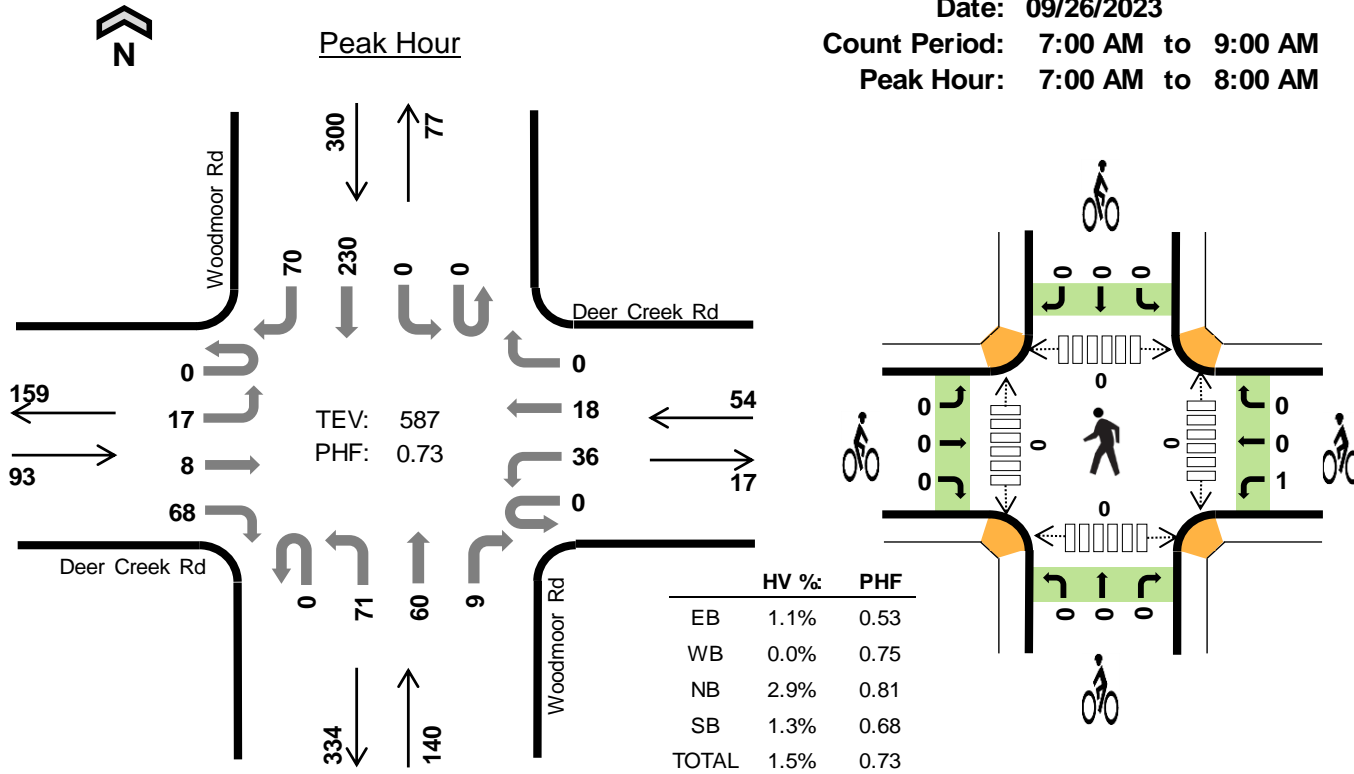 Date: 09/26/2023
Count Period: 7:00 AM to 9:00 AM
Peak Hour: 7:00 AM to 8:00 AM
N
Peak Hour
300
77
Woodmoor Rd
70
230
0
0
Deer Creek Rd
0
17
8
68
159
93
TEV: 587
PHF: 0.73
0
18
36
0
54
17
Deer Creek Rd
0
71
60
9
Woodmoor Rd
334
140
HV %: PHF
EB 1.1% 0.53
WB 0.0% 0.75
NB 2.9% 0.81
SB 1.3% 0.68
TOTAL 1.5% 0.73
0 0 0
0
0
0
0
0
0
0
0
1
0
0
0 0 0